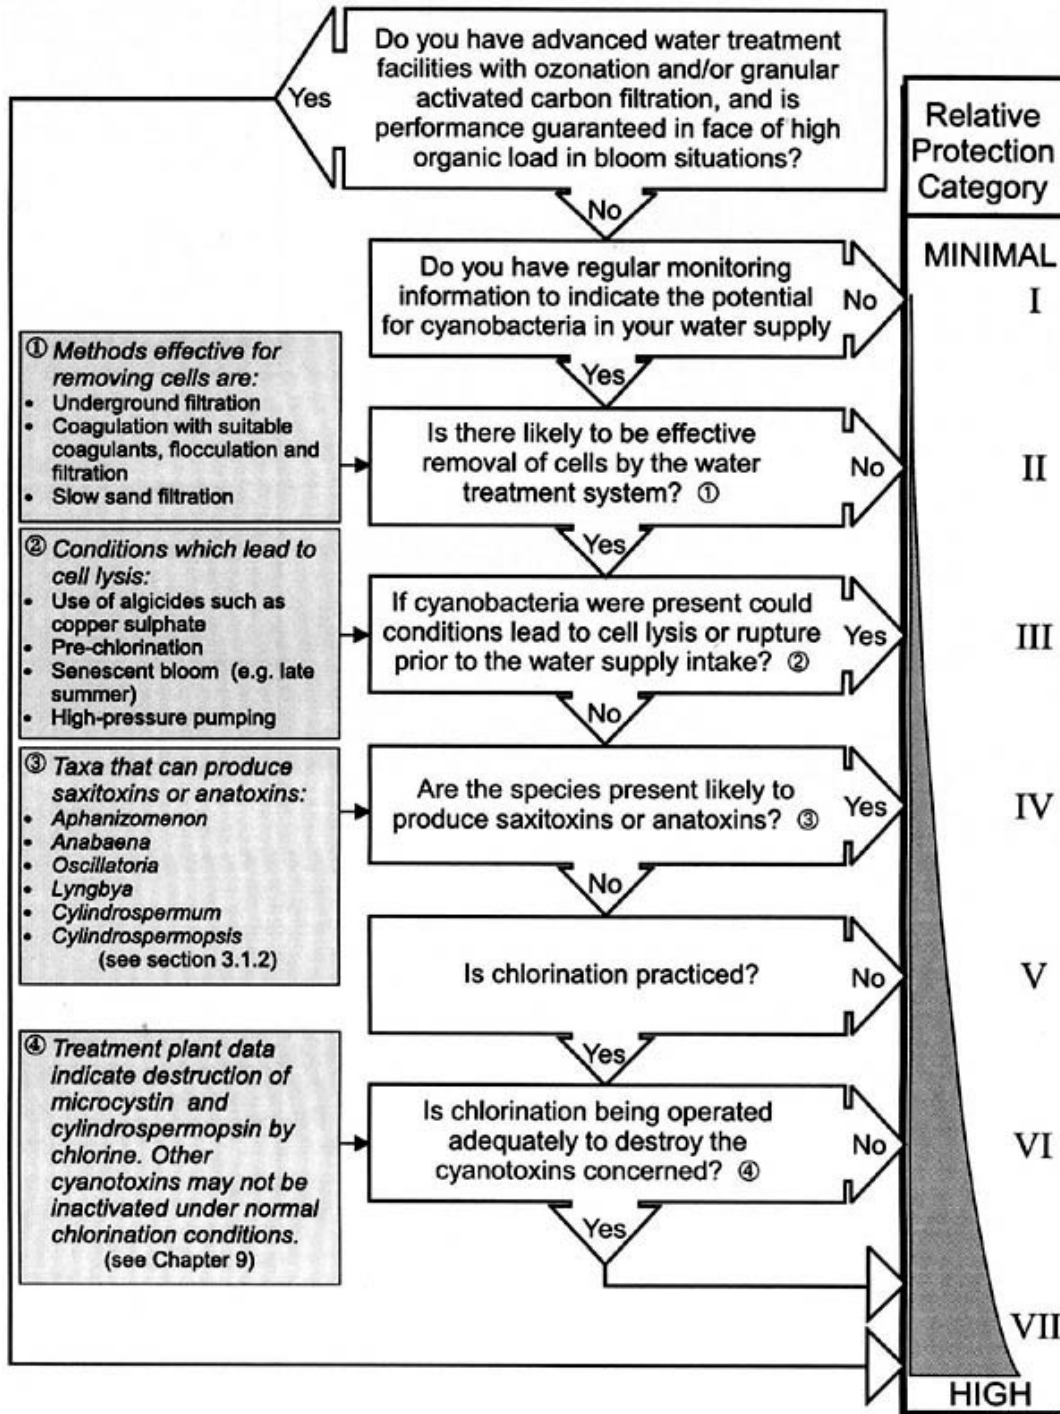 Do you have advanced water treatment
facilities with ozonation and/or granular
activated carbon filtration, and is
performance guaranteed in face of high
organic load in bloom situations?
Yes
No
Relative
Protection
Category
Do you have regular monitoring
information to indicate the potential
for cyanobacteria in your water supply
No
Yes
MINIMAL
I
① Methods effective for
removing cells are:
• Underground filtration
• Coagulation with suitable
coagulants, flocculation and
filtration
• Slow sand filtration
Is there likely to be effective
removal of cells by the water
treatment system? ①
No
Yes
II
② Conditions which lead to
cell lysis:
• Use of algicides such as
copper sulphate
• Pre-chlorination
• Senescent bloom (e.g. late
summer)
• High-pressure pumping
If cyanobacteria were present could
conditions lead to cell lysis or rupture
prior to the water supply intake? ②
Yes
No
III
③ Taxa that can produce
saxitoxins or anatoxins:
• Aphanizomenon
• Anabaena
• Oscillatoria
• Lyngbya
• Cylindrospermum
• Cylindrospermopsis
(see section 3.1.2)
Are the species present likely to
produce saxitoxins or anatoxins? ③
Yes
No
IV
Is chlorination practiced?
No
Yes
V
④ Treatment plant data
indicate destruction of
microcystin and
cylindrospermopsin by
chlorine. Other
cyanotoxins may not be
inactivated under normal
chlorination conditions.
(see Chapter 9)
Is chlorination being operated
adequately to destroy the
cyanotoxins concerned? ④
No
Yes
VI
VII
HIGH